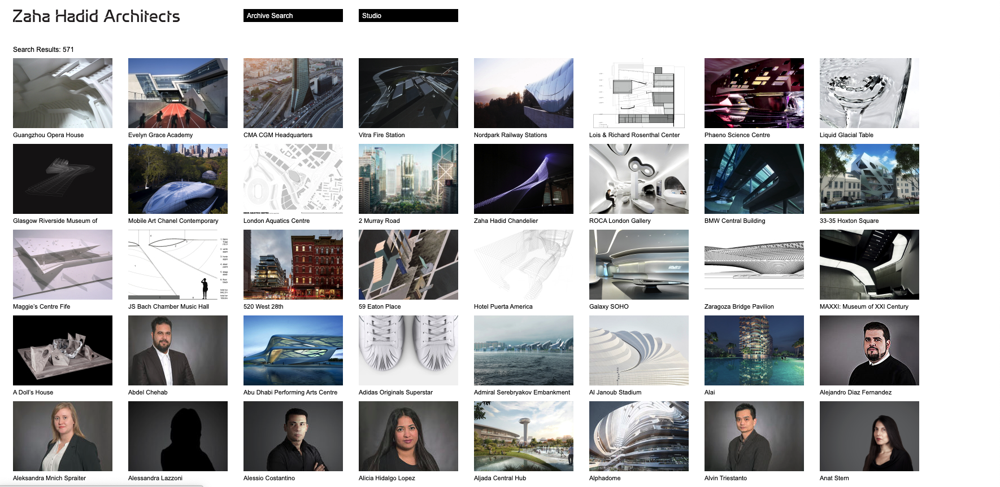 Zaha Hadid Architects
Archive Search
Studio
Search Results: 571
Guangzhou Opera House
Evelyn Grace Academy
CMA CGM Headquarters
Vitra Fire Station
Nordpark Railway Stations
Lois & Richard Rosenthal Center
Phaeno Science Centre
Liquid Glacial Table
Glasgow Riverside Museum of
Mobile Art Chanel Contemporary
London Aquatics Centre
2 Murray Road
Zaha Hadid Chandelier
ROCA London Gallery
BMW Central Building
33-35 Hoxton Square
Maggie's Centre Fife
JS Bach Chamber Music Hall
520 West 28th
59 Eaton Place
Hotel Puerta America
Galaxy SOHO
Zaragoza Bridge Pavilion
MAXXI: Museum of XXI Century
A Doll's House
Abdel Chehab
Abu Dhabi Performing Arts Centre
Adidas Originals Superstar
Admiral Serebryakov Embankment
Al Janoub Stadium
Alai
Alejandro Diaz Fernandez
Aleksandra Mnich Spraiter
Alessandra Lazzoni
Alessio Costantino
Alicia Hidalgo Lopez
Aljada Central Hub
Alphadome
Alvin Triestanto
Anat Stern